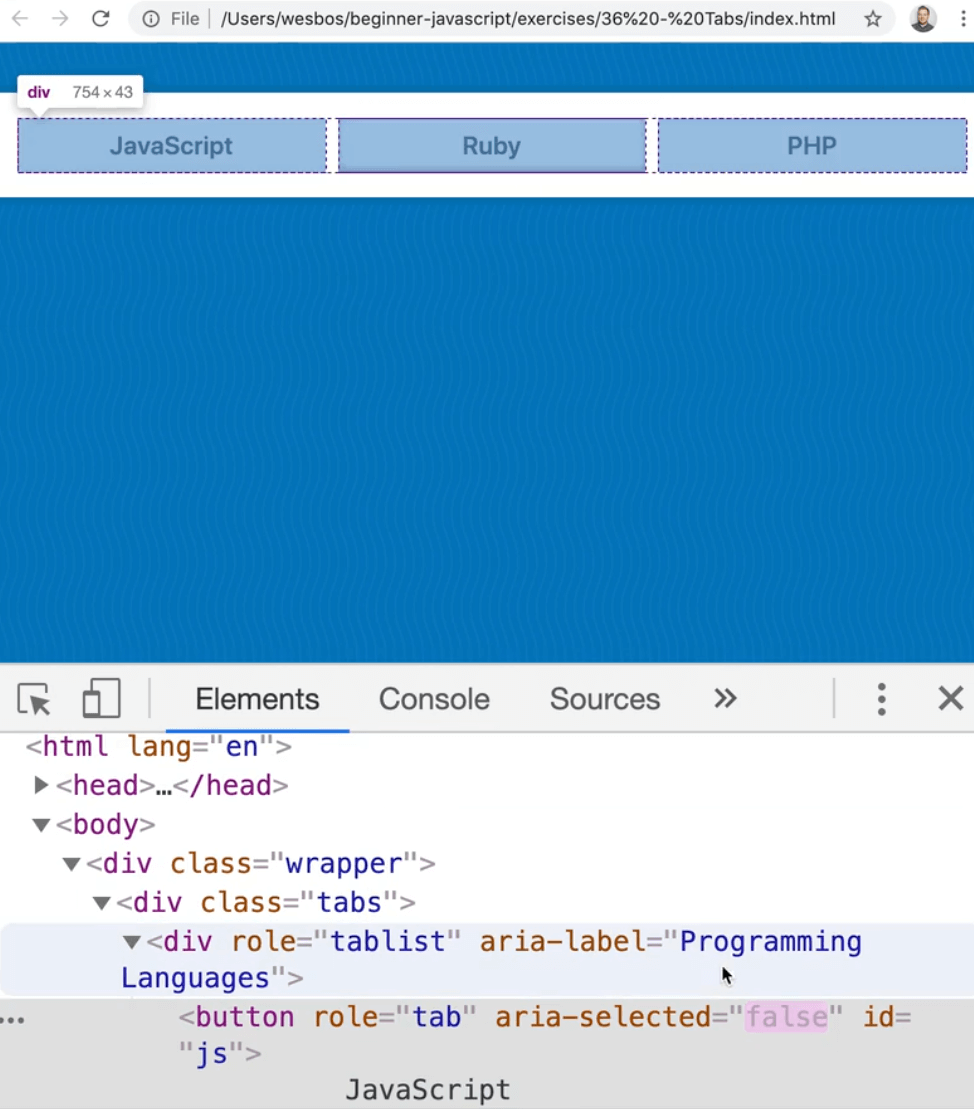 File /Users/wesbos/beginner-javascript/exercises/36%20-%20Tabs/index.html
div 754 × 43
JavaScript Ruby PHP
Elements Console Sources »
<html lang="en">
▶<head>…</head>
▼<body>
▼<div class="wrapper">
▼<div class="tabs">
▼<div role="tablist" aria-label="Programming
Languages">
<button role="tab" aria-selected="false" id=
"js">
JavaScript